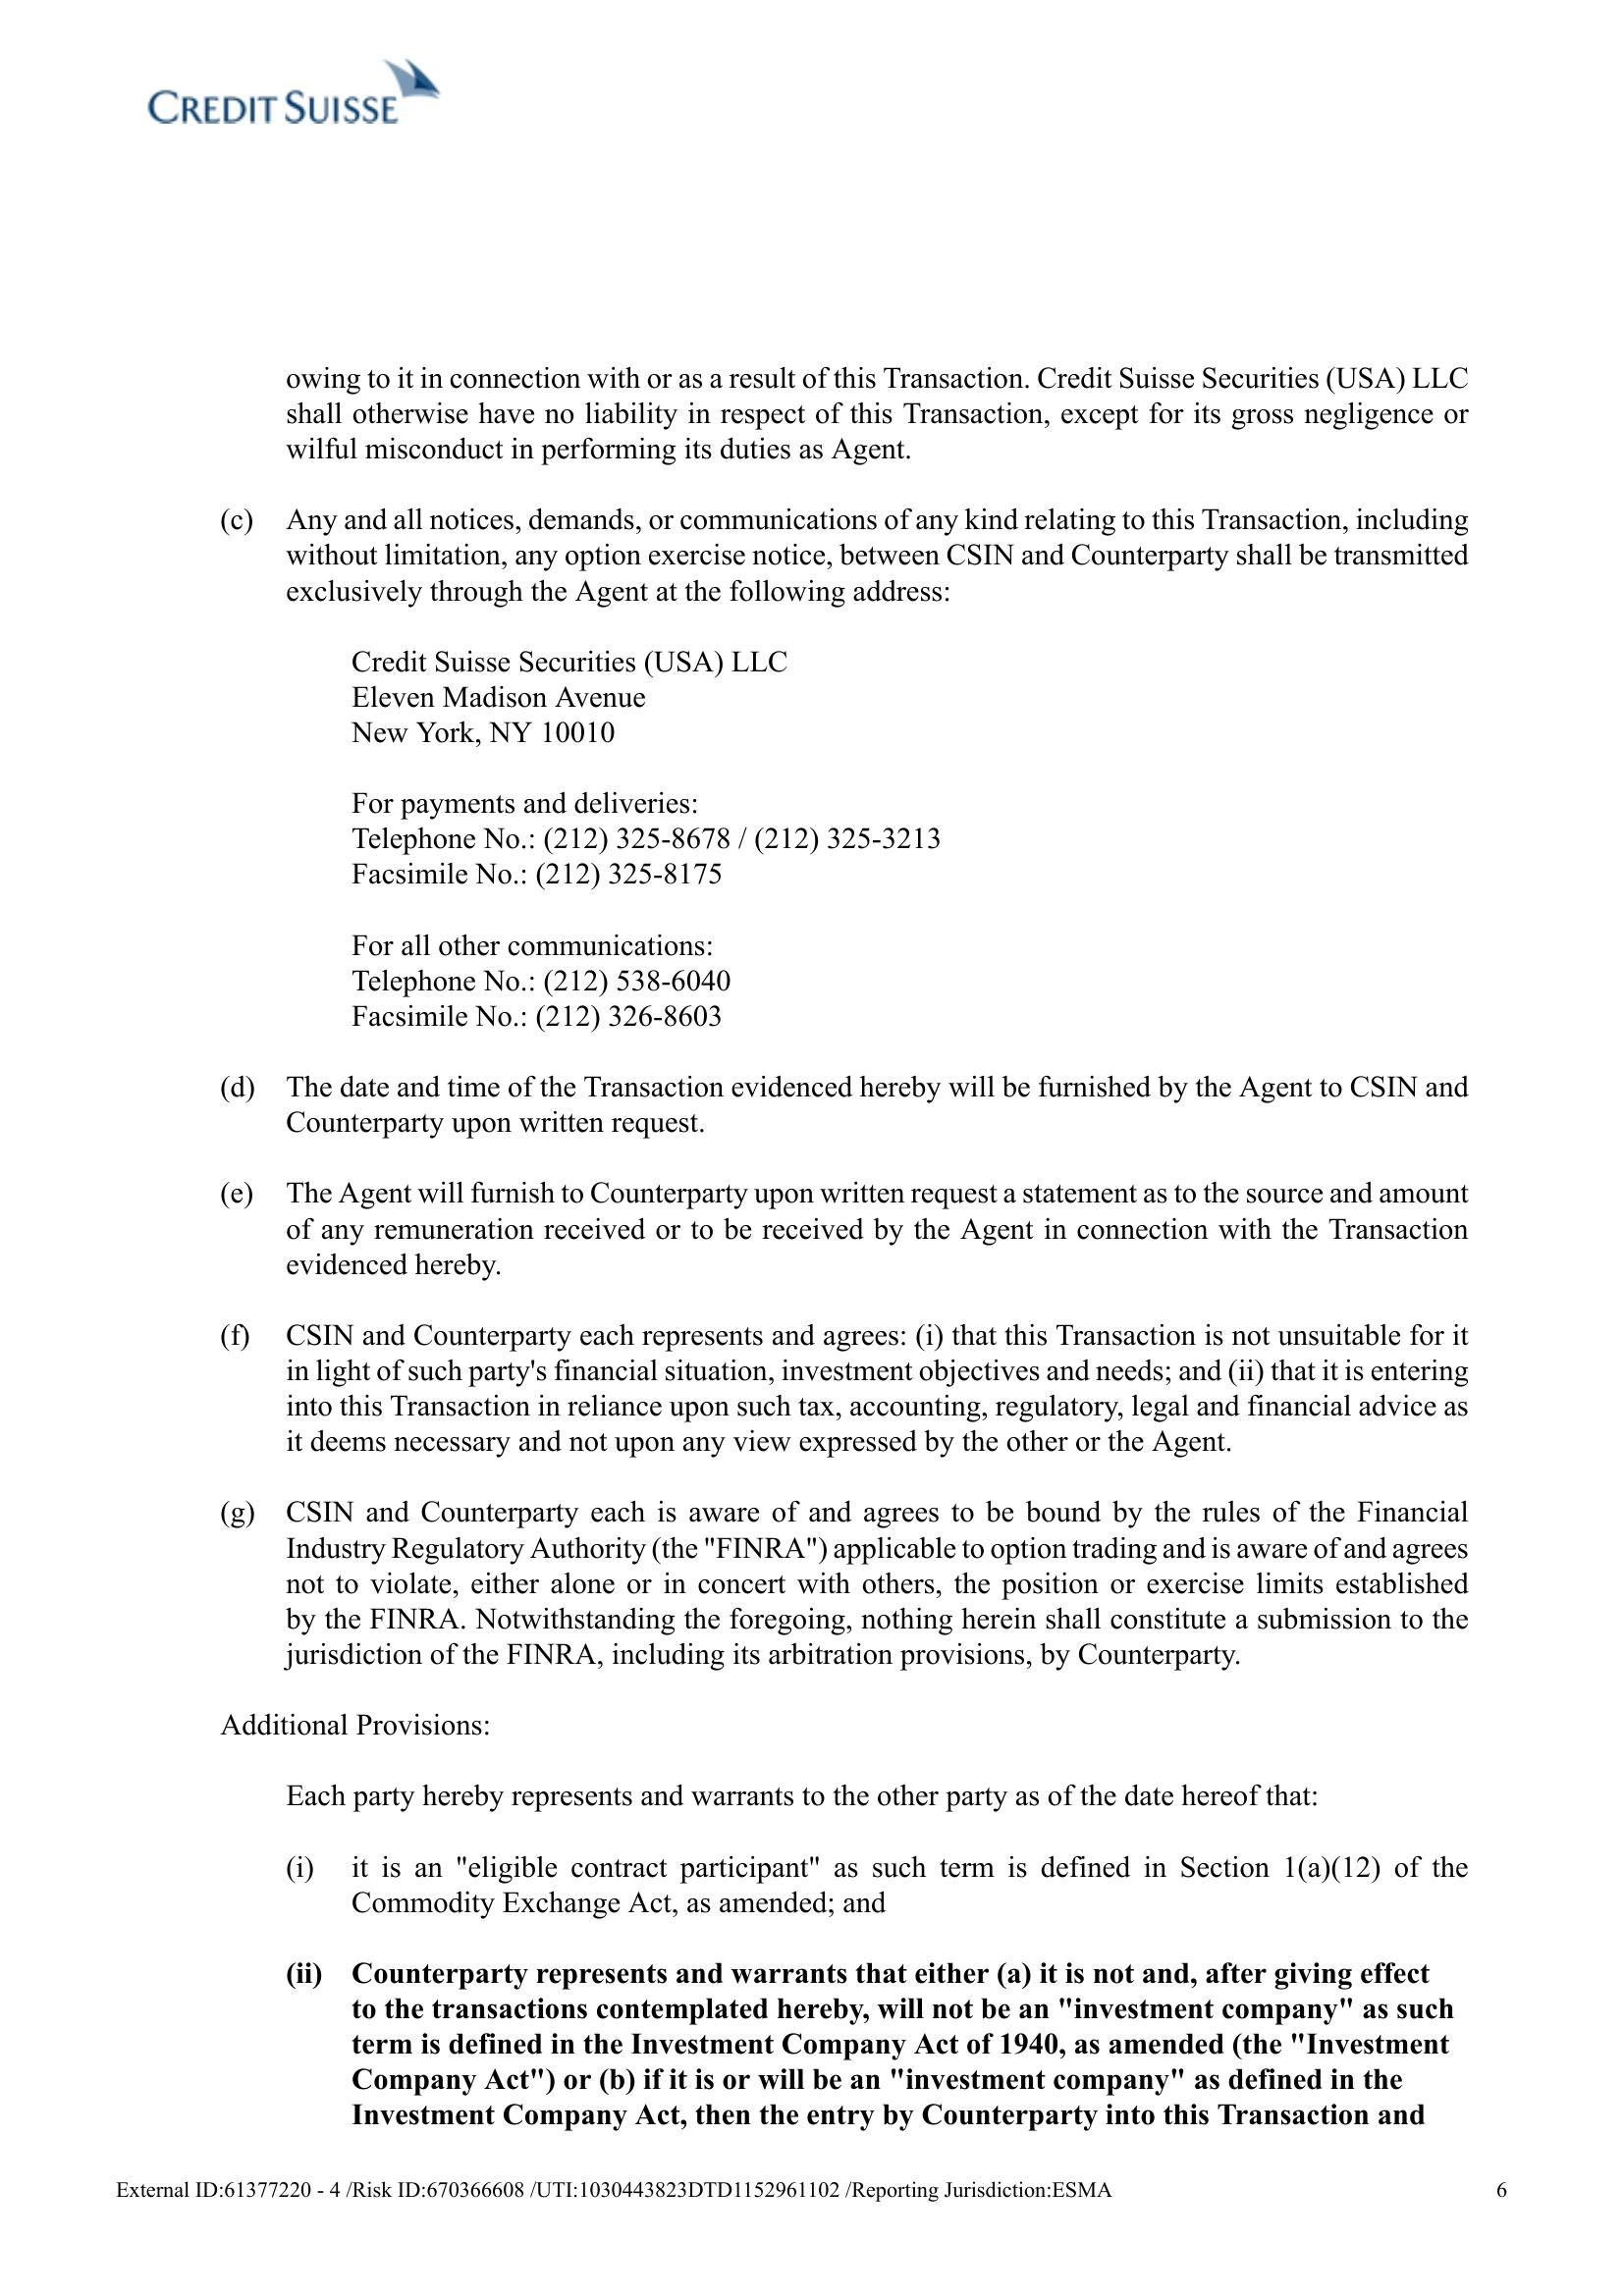 CREDIT SUISSE
owing to it in connection with or as a result of this Transaction. Credit Suisse Securities (USA) LLC
shall otherwise have no liability in respect of this Transaction, except for its gross negligence or
wilful misconduct in performing its duties as Agent.
(c) Any and all notices, demands, or communications of any kind relating to this Transaction, including
without limitation, any option exercise notice, between CSIN and Counterparty shall be transmitted
exclusively through the Agent at the following address:
Credit Suisse Securities (USA) LLC
Eleven Madison Avenue
New York, NY 10010
For payments and deliveries:
Telephone No.: (212) 325-8678 / (212) 325-3213
Facsimile No.: (212) 325-8175
For all other communications:
Telephone No.: (212) 538-6040
Facsimile No.: (212) 326-8603
(d) The date and time of the Transaction evidenced hereby will be furnished by the Agent to CSIN and
Counterparty upon written request.
(e) The Agent will furnish to Counterparty upon written request a statement as to the source and amount
of any remuneration received or to be received by the Agent in connection with the Transaction
evidenced hereby.
(f) CSIN and Counterparty each represents and agrees: (i) that this Transaction is not unsuitable for it
in light of such party's financial situation, investment objectives and needs; and (ii) that it is entering
into this Transaction in reliance upon such tax, accounting, regulatory, legal and financial advice as
it deems necessary and not upon any view expressed by the other or the Agent.
(g) CSIN and Counterparty each is aware of and agrees to be bound by the rules of the Financial
Industry Regulatory Authority (the "FINRA") applicable to option trading and is aware of and agrees
not to violate, either alone or in concert with others, the position or exercise limits established
by the FINRA. Notwithstanding the foregoing, nothing herein shall constitute a submission to the
jurisdiction of the FINRA, including its arbitration provisions, by Counterparty.
Additional Provisions:
Each party hereby represents and warrants to the other party as of the date hereof that:
(i) it is an "eligible contract participant" as such term is defined in Section 1(a)(12) of the
Commodity Exchange Act, as amended; and
(ii) Counterparty represents and warrants that either (a) it is not and, after giving effect
to the transactions contemplated hereby, will not be an "investment company" as such
term is defined in the Investment Company Act of 1940, as amended (the "Investment
Company Act") or (b) if it is or will be an "investment company" as defined in the
Investment Company Act, then the entry by Counterparty into this Transaction and
External ID:61377220 - 4 /Risk ID:670366608 /UTI:1030443823DTD1152961102 /Reporting Jurisdiction:ESMA 6